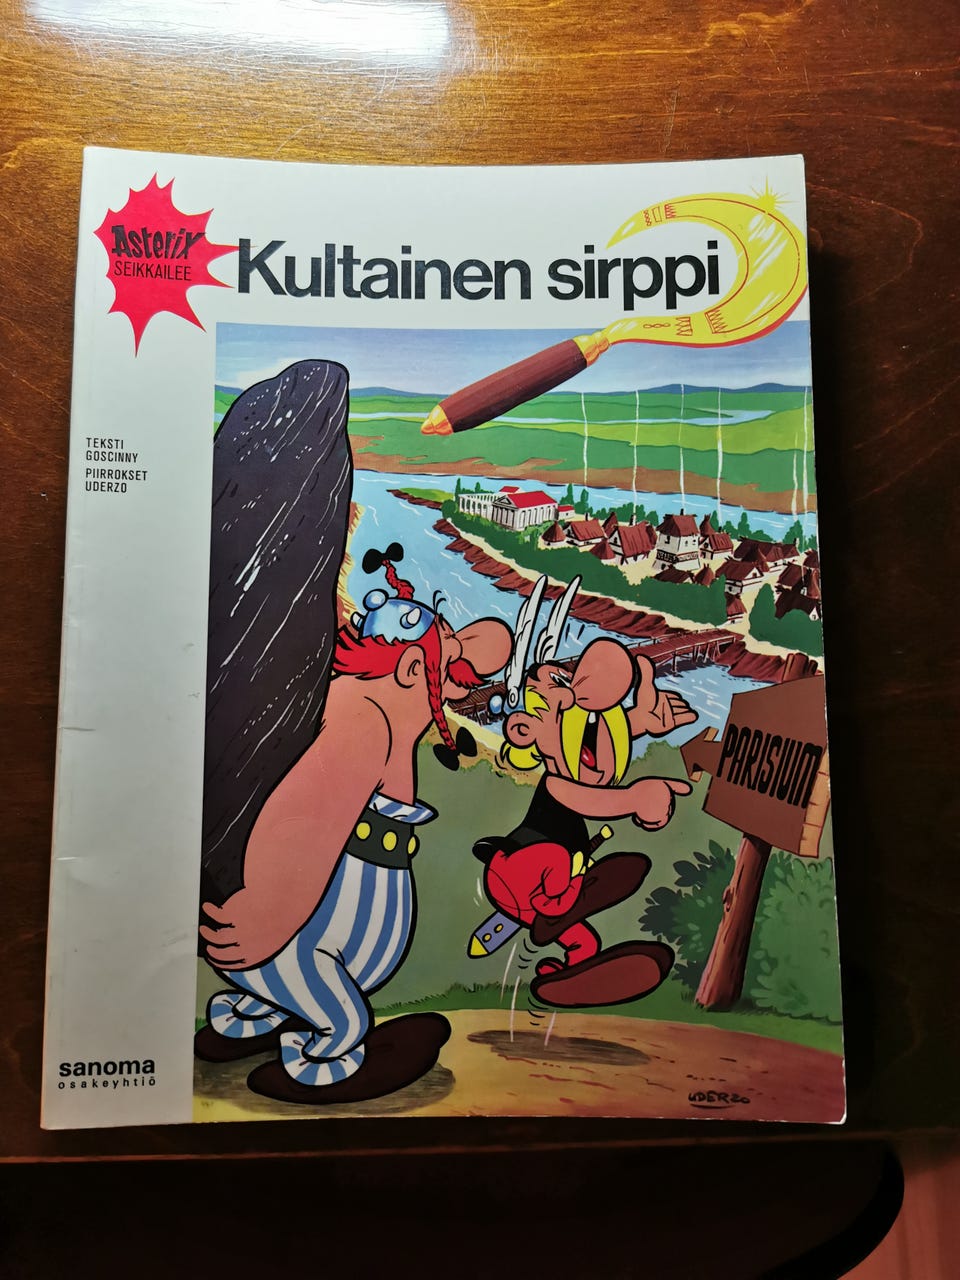 Asterix
SEIKKAILEE
Kultainen sirppi
TEKSTI
GOSCINNY
PIIRROKSET
UDERZO
PARISIUM
sanoma
osakeyhtiö
UDERZO